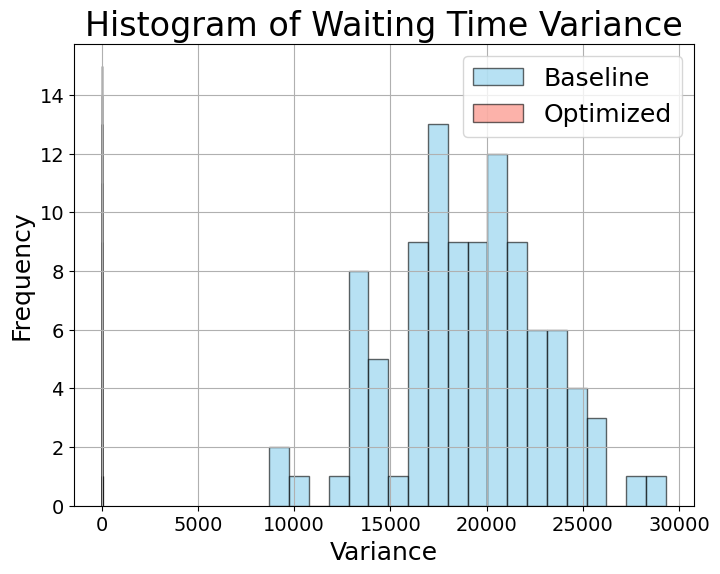 Histogram of Waiting Time Variance
Baseline
Optimized
Frequency
14
12
10
8
6
4
2
0
0 5000 10000 15000 20000 25000 30000
Variance